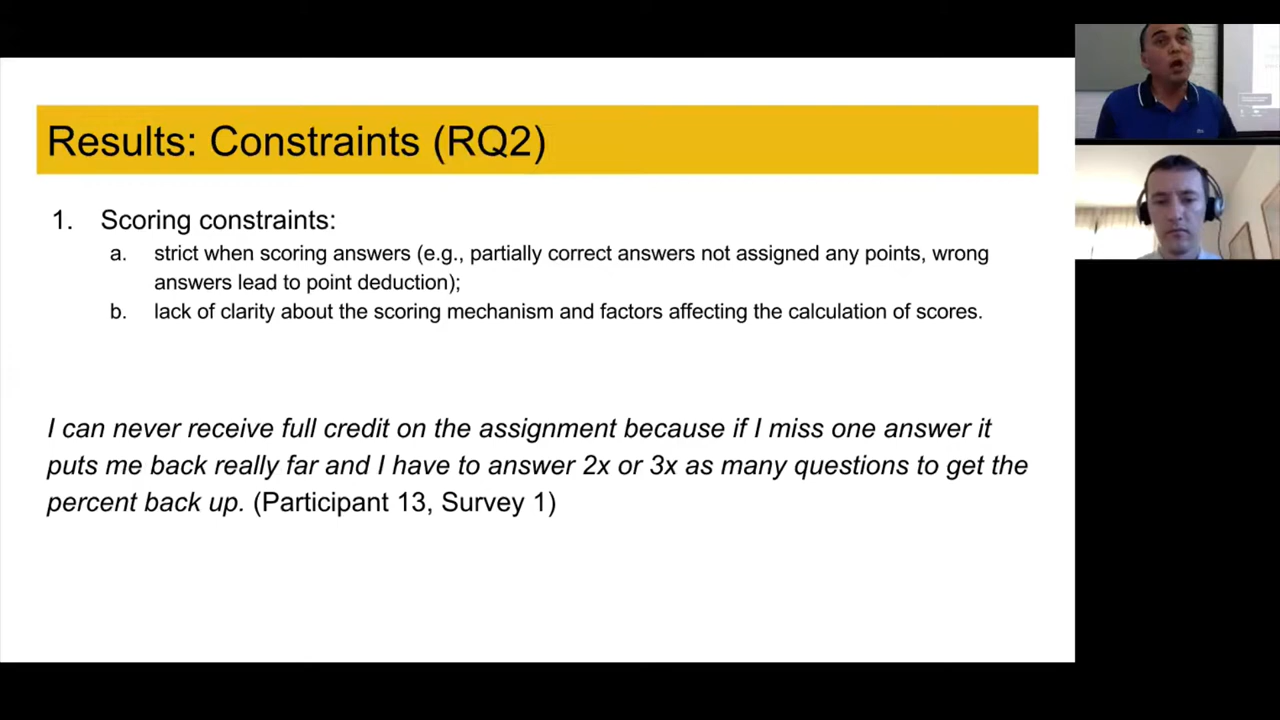 Results: Constraints (RQ2)
1. Scoring constraints:
a. strict when scoring answers (e.g., partially correct answers not assigned any points, wrong
answers lead to point deduction);
b. lack of clarity about the scoring mechanism and factors affecting the calculation of scores.
I can never receive full credit on the assignment because if I miss one answer it
puts me back really far and I have to answer 2x or 3x as many questions to get the
percent back up. (Participant 13, Survey 1)